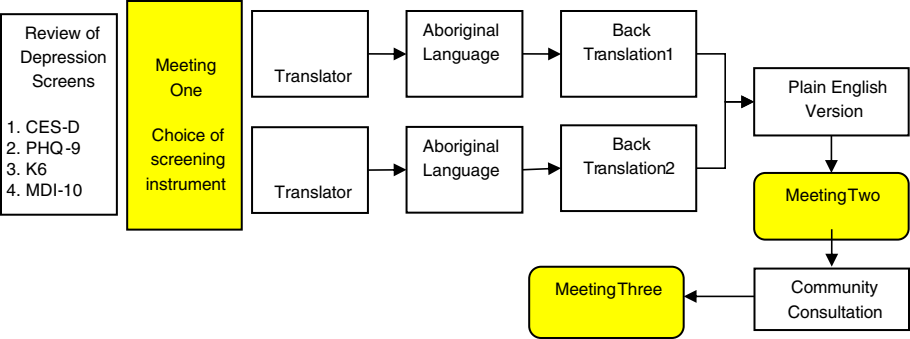 Review of
Depression
Screens
1. CES-D
2. PHQ-9
3. K6
4. MDI-10
Meeting
One
Choice of
screening
instrument
Translator
Aboriginal
Language
Back
Translation1
Translator
Aboriginal
Language
Back
Translation2
Plain English
Version
MeetingTwo
Community
Consultation
MeetingThree